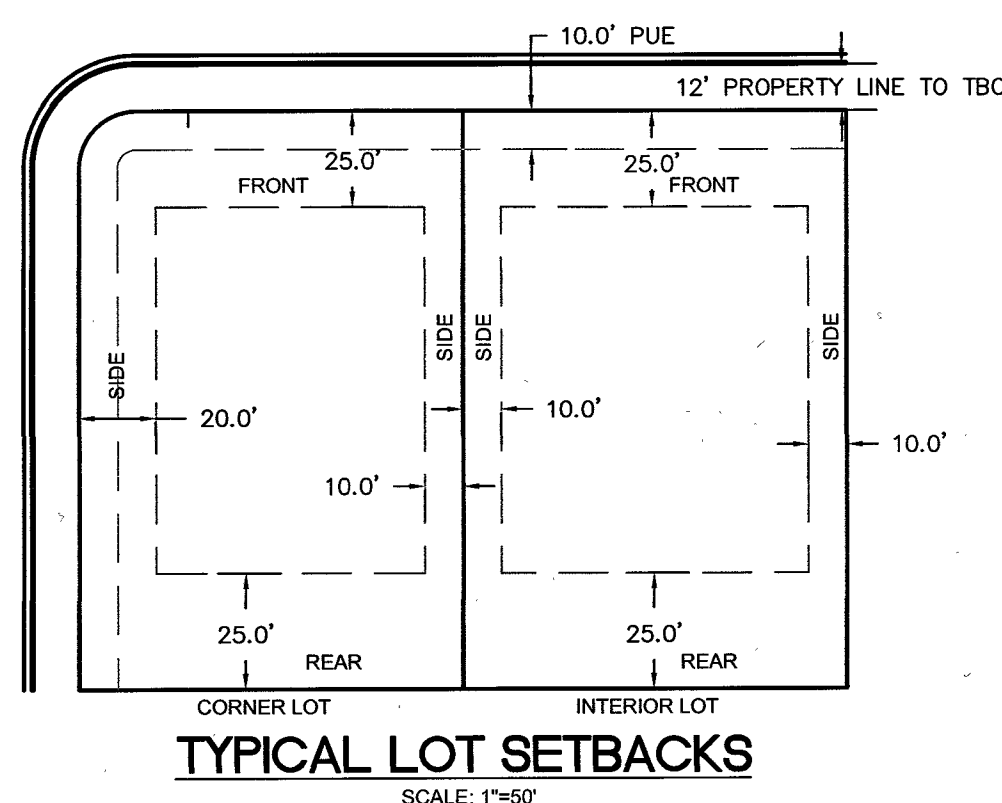 10.0' PUE
12' PROPERTY LINE TO TBC
25.0'
25.0'
FRONT
FRONT
SIDE
SIDE
SIDE
SIDE
20.0'
10.0'
10.0'
10.0'
25.0'
25.0'
REAR
REAR
CORNER LOT
INTERIOR LOT
TYPICAL LOT SETBACKS
SCALE: 1"=50'